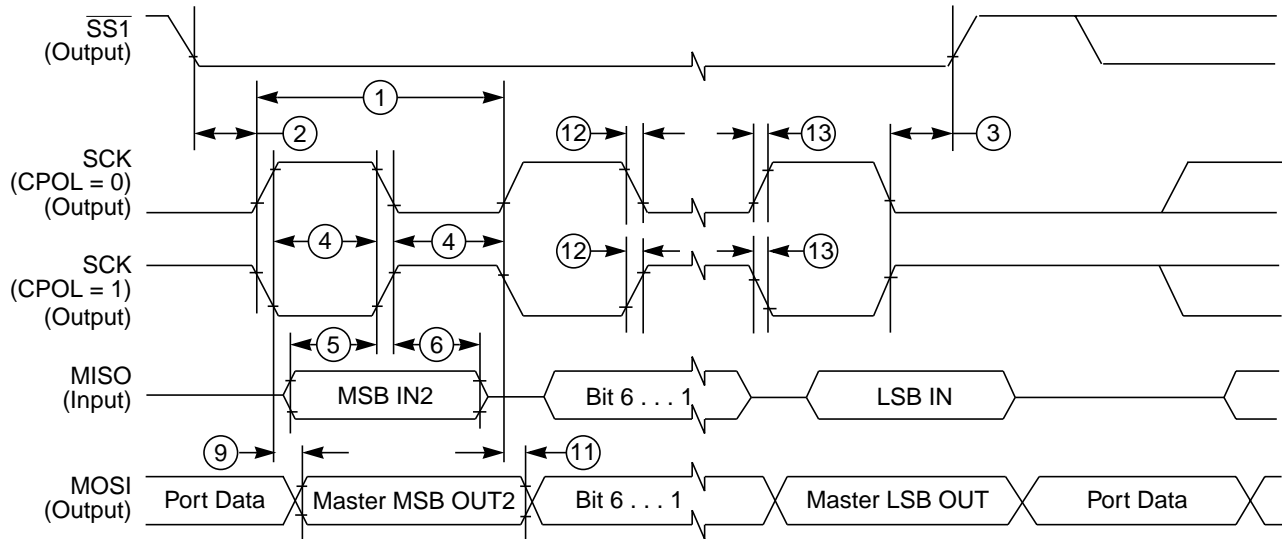 SS1
(Output)
1
2
12
13
3
SCK
(CPOL = 0)
(Output)
4
4
12
13
SCK
(CPOL = 1)
(Output)
5
6
MISO
(Input)
MSB IN2
Bit 6 . . . 1
LSB IN
9
11
MOSI
(Output)
Port Data
Master MSB OUT2
Bit 6 . . . 1
Master LSB OUT
Port Data